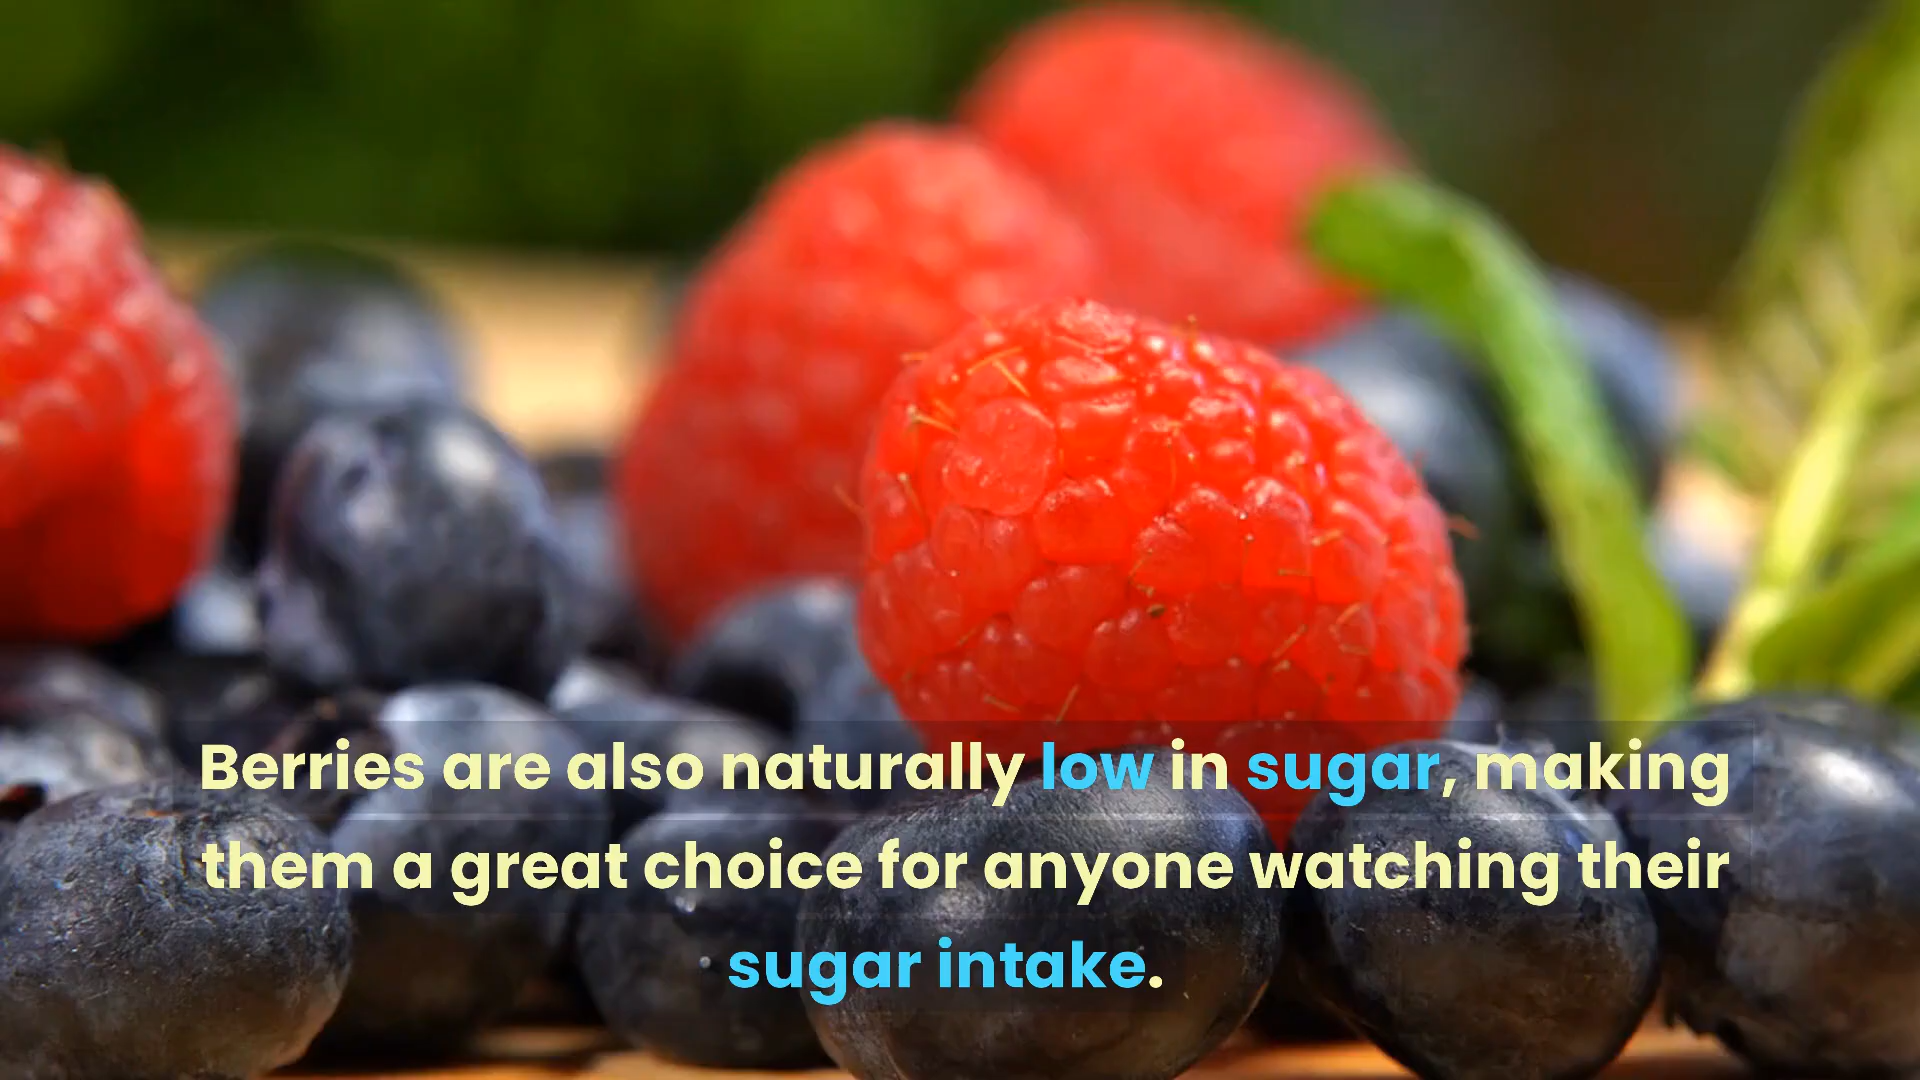 Berries are also naturally low in sugar, making
them a great choice for anyone watching their
sugar intake.